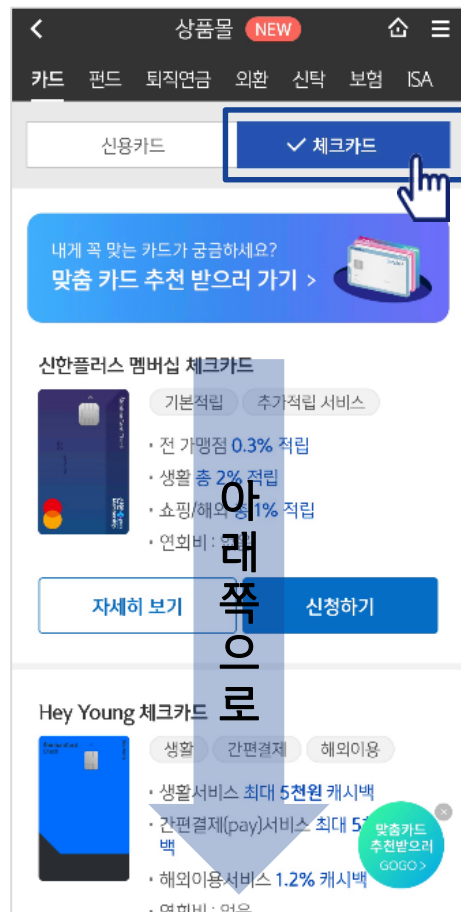 상품몰 NEW
카드 펀드 퇴직연금 외환 신탁 보험 ISA
신용카드
체크카드
내게 꼭 맞는 카드가 궁금하세요?
맞춤 카드 추천 받으러 가기 >
신한플러스 멤버십 체크카드
기본적립 추가적립 서비스
· 전 가맹점 0.3% 적립
· 생활 총 2% 적립
· 쇼핑/해외 총 1% 적립
· 연회비 :
자세히 보기
신청하기
아래쪽으로
Hey Young 체크카드
생활 간편결제 해외이용
· 생활서비스 최대 5천원 캐시백
· 간편결제(pay)서비스 최대 5
백
· 해외이용서비스 1.2% 캐시백
· 연회비 : 없음
맞춤카드
추천받으러
GOGO >